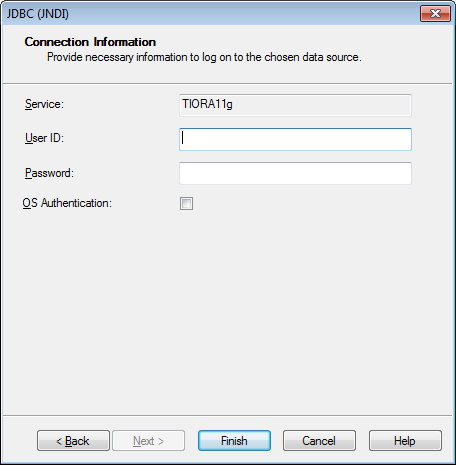 JDBC (JNDI)
Connection Information
Provide necessary information to log on to the chosen data source.
Service: TIORA11g
User ID:
Password:
OS Authentication:
< Back Next > Finish Cancel Help